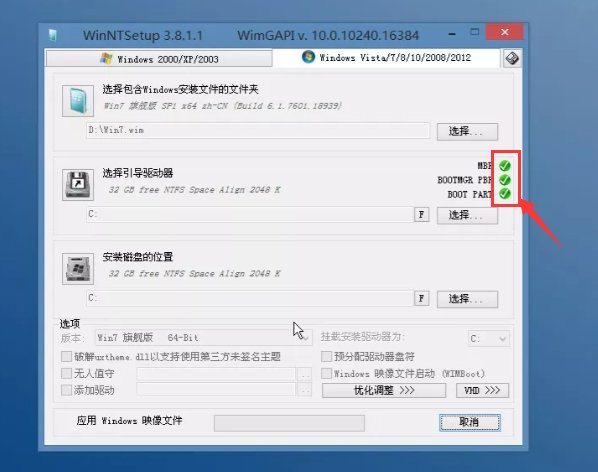 WinNTSetup 3.8.1.1 WimGAPI v. 10.0.10240.16384
Windows 2000/XP/2003 Windows Vista/7/8/10/2008/2012
选择包含Windows安装文件的文件夹
Win7 旗舰版 SP1 x64 zh-CN (Build 6.1.7601.18939)
D:\Win7.wim 选择...
选择引导驱动器 MBR
32 GB free NTFS Space Align 2048 K BOOTMGR PBR
BOOT PART
C: F 选择...
安装磁盘的位置
32 GB free NTFS Space Align 2048 K
C: F 选择...
选项
版本: Win7 旗舰版 64-Bit 挂载安装驱动器为: C:
破解uxtheme.dll以支持使用第三方未签名主题 预分配驱动器盘符
无人值守 .. Windows 映像文件启动 (WIMBoot)
添加驱动 .. 优化调整 >>> VHD >>>
应用 Windows 映像文件 取消